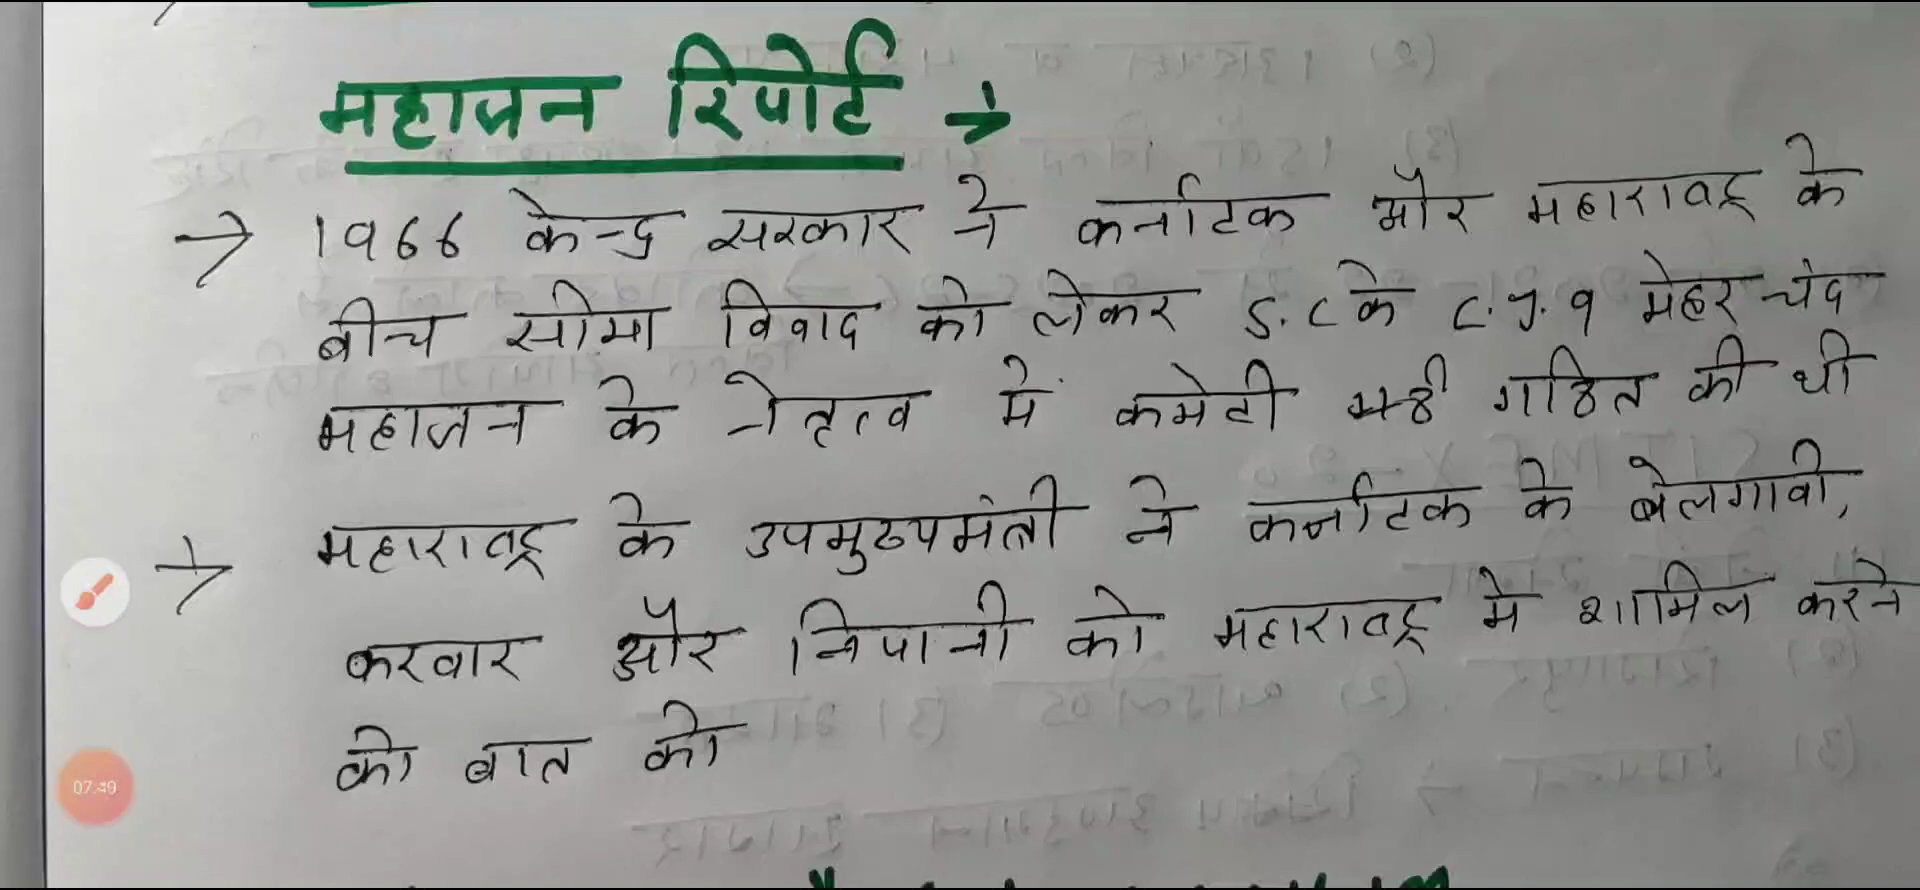 महाजन रिपोर्ट →
→ 1966 केन्द्र सरकार ने कर्नाटक और महाराष्ट्र के
बीच सीमा विवाद को लेकर S.C के C.J. मेहर चंद
महाजन के नेतृत्व में कमेटी गठित की थी
→ महाराष्ट्र के उपमुख्यमंत्री ने कर्नाटक के बेलगावी,
करवार और निपानी को महाराष्ट्र में शामिल करने
की बात की
07:49